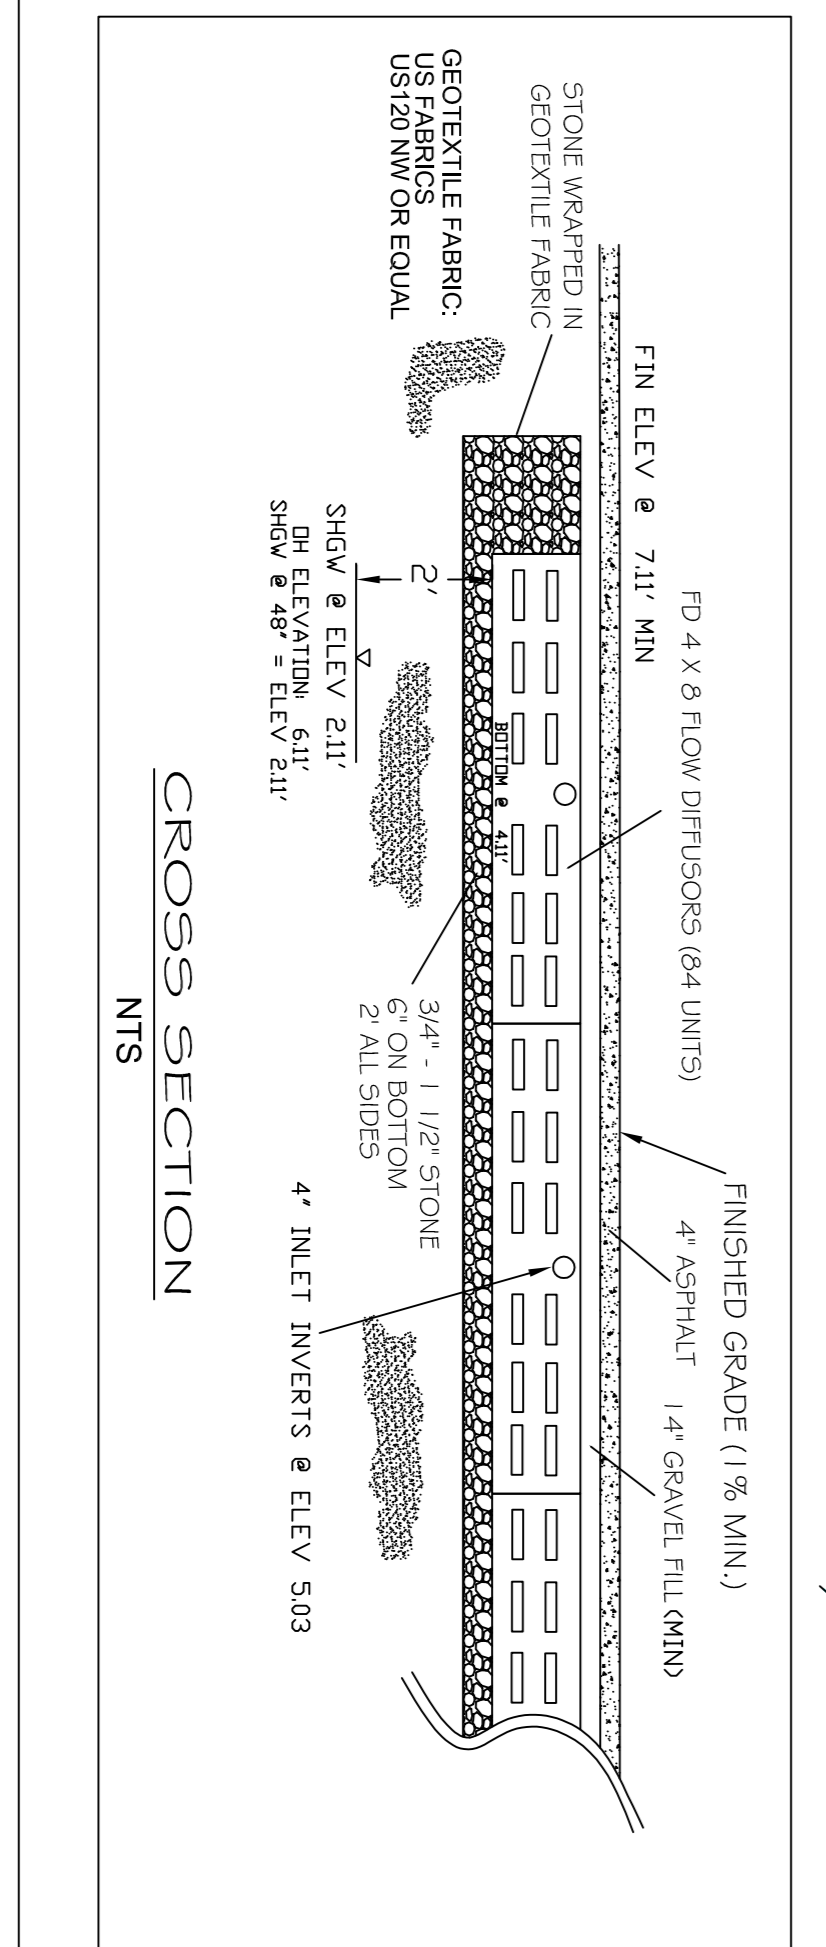 FINISHED GRADE (1% MIN.)
4" ASPHALT
14" GRAVEL FILL (MIN)
FD 4 X 8 FLOW DIFFUSORS (84 UNITS)
FIN ELEV @ 7.11' MIN
STONE WRAPPED IN
GEOTEXTILE FABRIC
GEOTEXTILE FABRIC:
US FABRICS
US120 NW OR EQUAL
BOTTOM @ 4.11'
2'
3/4" - 1 1/2" STONE
6" ON BOTTOM
2' ALL SIDES
SHGW @ ELEV 2.11'
OH ELEVATION: 6.11'
SHGW @ 48" = ELEV 2.11'
4" INLET INVERTS @ ELEV 5.03
CROSS SECTION
NTS